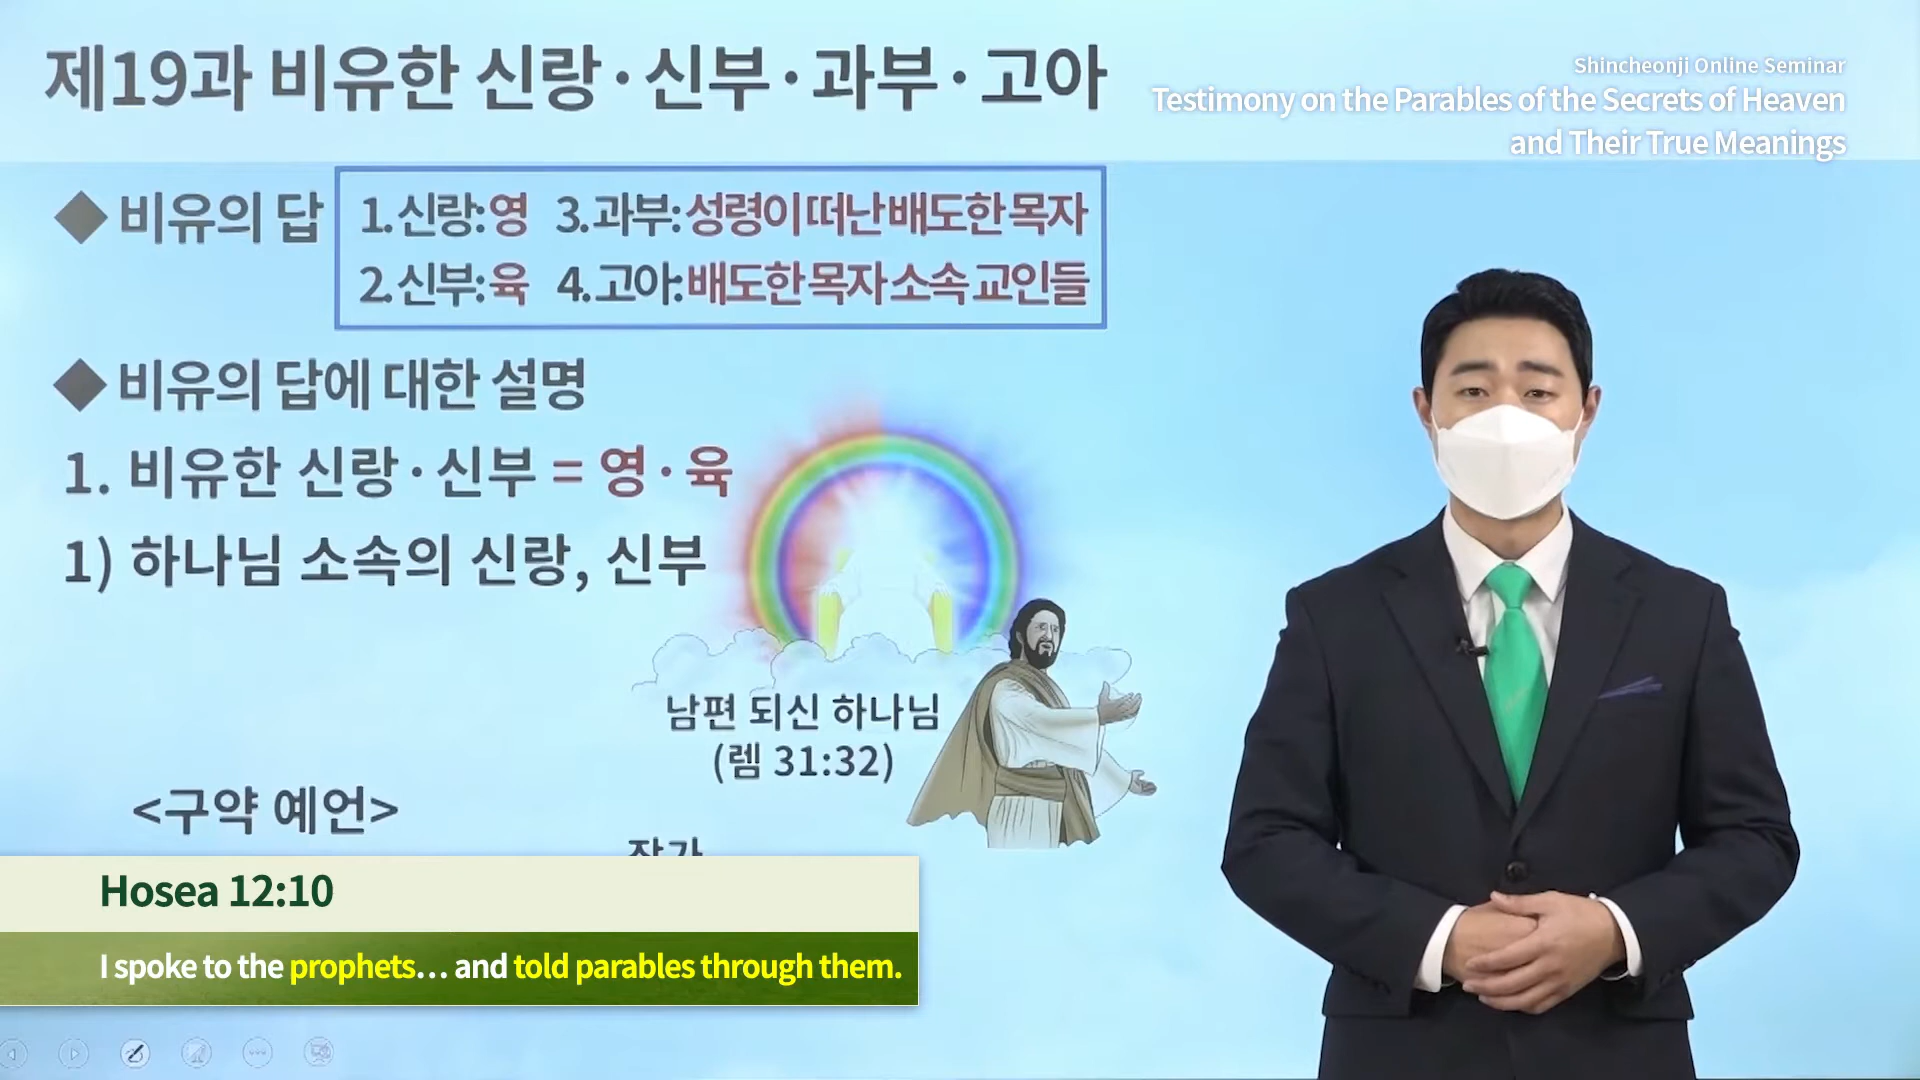 제19과 비유한 신랑·신부·과부·고아
Shincheonji Online Seminar
Testimony on the Parables of the Secrets of Heaven
and Their True Meanings
◆ 비유의 답
1. 신랑: 영 3. 과부: 성령이 떠난 배도한 목자
2. 신부: 육 4. 고아: 배도한 목자 소속 교인들
◆ 비유의 답에 대한 설명
1. 비유한 신랑·신부 = 영·육
1) 하나님 소속의 신랑, 신부
남편 되신 하나님
(렘 31:32)
<구약 예언>
Hosea 12:10
I spoke to the prophets… and told parables through them.